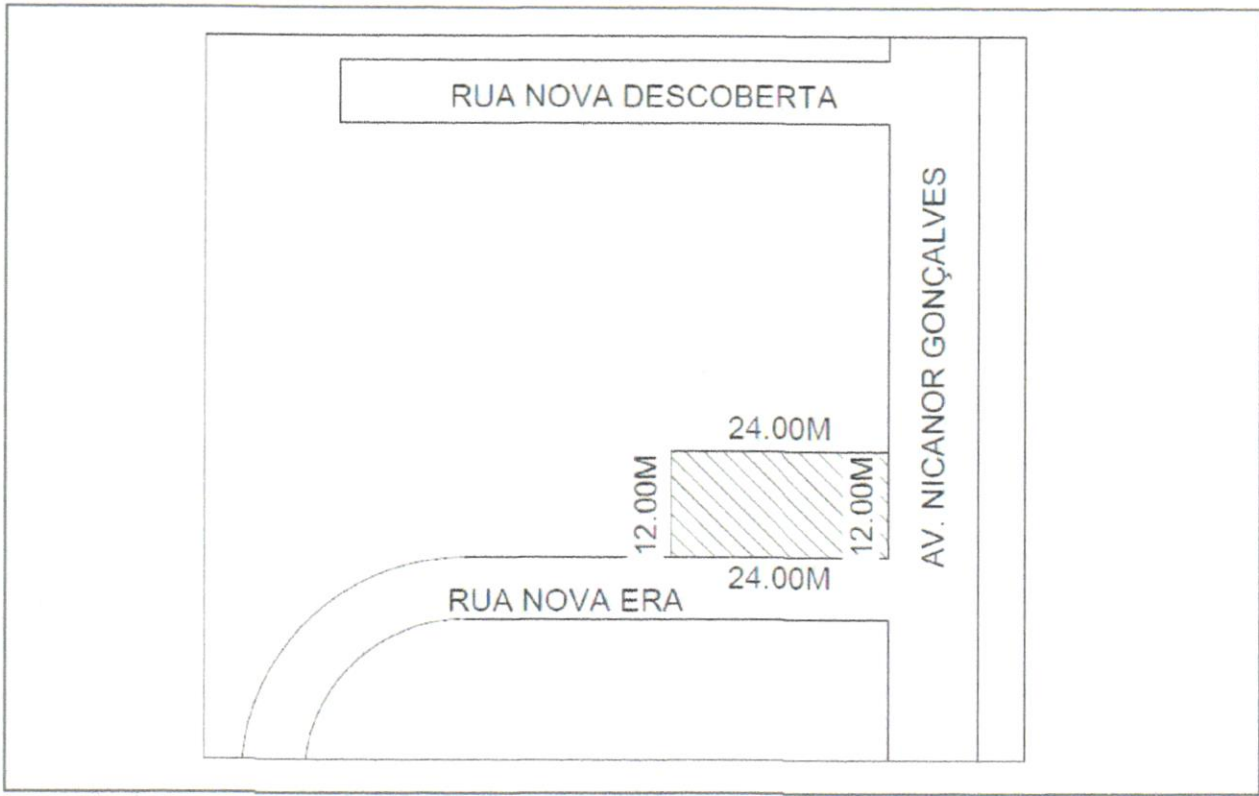 RUA NOVA DESCOBERTA
AV. NICANOR GONÇALVES
24.00M
12.00M
12.00M
24.00M
RUA NOVA ERA